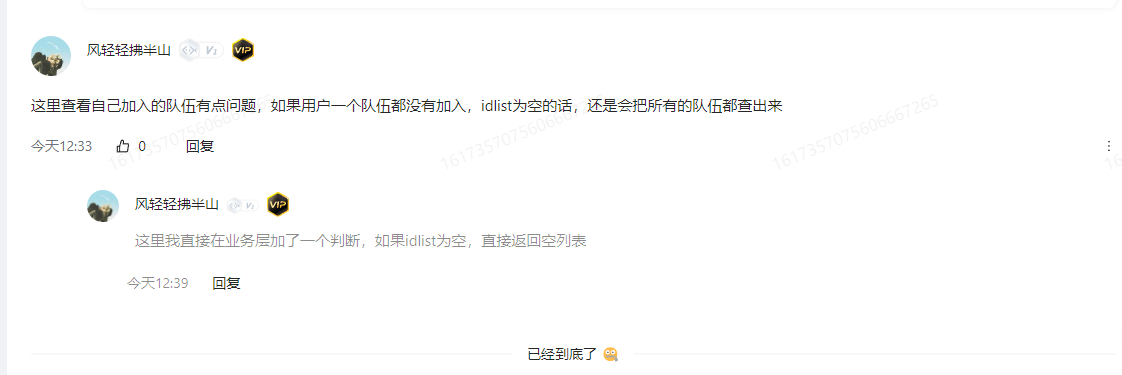 风轻轻拂半山 V1 VIP
这里查看自己加入的队伍有点问题，如果用户一个队伍都没有加入，idlist为空的话，还是会把所有的队伍都查出来
今天12:33 0 回复
1617357075606667265 1617357075606667265 1617357075606667265 16
风轻轻拂半山 V1 VIP
这里我直接在业务层加了一个判断，如果idlist为空，直接返回空列表
今天12:39 回复
已经到底了